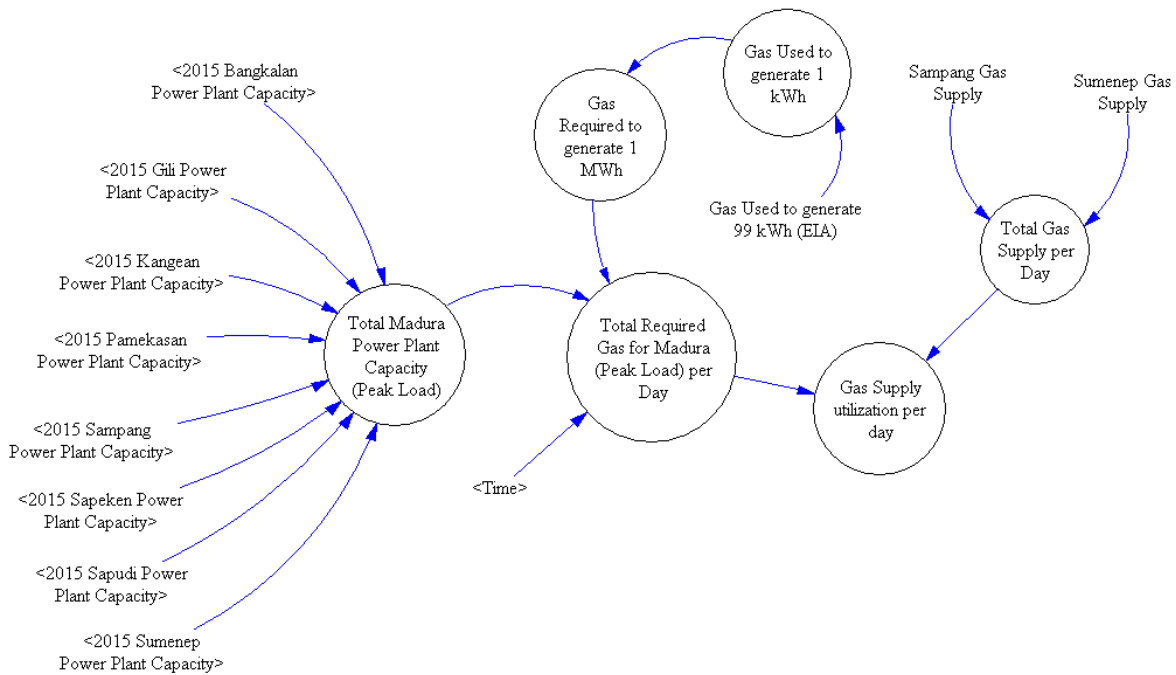 <2015 Bangkalan
Power Plant Capacity>
<2015 Gili Power
Plant Capacity>
<2015 Kangean
Power Plant Capacity>
<2015 Pamekasan
Power Plant Capacity>
<2015 Sampang
Power Plant Capacity>
<2015 Sapeken Power
Plant Capacity>
<2015 Sapudi Power
Plant Capacity>
<2015 Sumenep
Power Plant Capacity>
Total Madura
Power Plant
Capacity
(Peak Load)
Gas
Required to
generate 1
MWh
Gas Used to
generate 1
kWh
Gas Used to generate
99 kWh (EIA)
Total Required
Gas for Madura
(Peak Load) per
Day
<Time>
Sampang Gas
Supply
Sumenep Gas
Supply
Total Gas
Supply per
Day
Gas Supply
utilization per
day